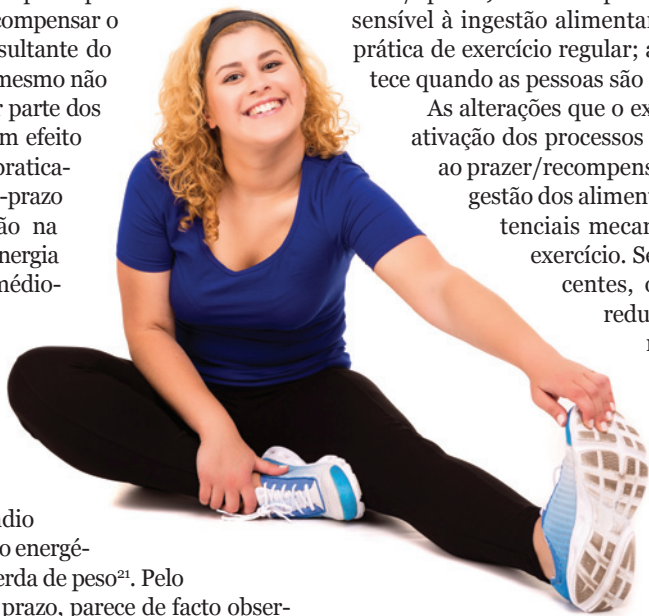 compensar o
sultante do
mesmo não
parte dos
m efeito
pratica-
-prazo
ão na
nergia
médio-
dio
o energé-
erda de peso²¹. Pelo
prazo, parece de facto obser-
sensível à ingestão alimentar
prática de exercício regular; a
tece quando as pessoas são
As alterações que o ex
ativação dos processos
ao prazer/recompens
gestão dos aliment
tenciais mecan
exercício. Se
centes, o
redu